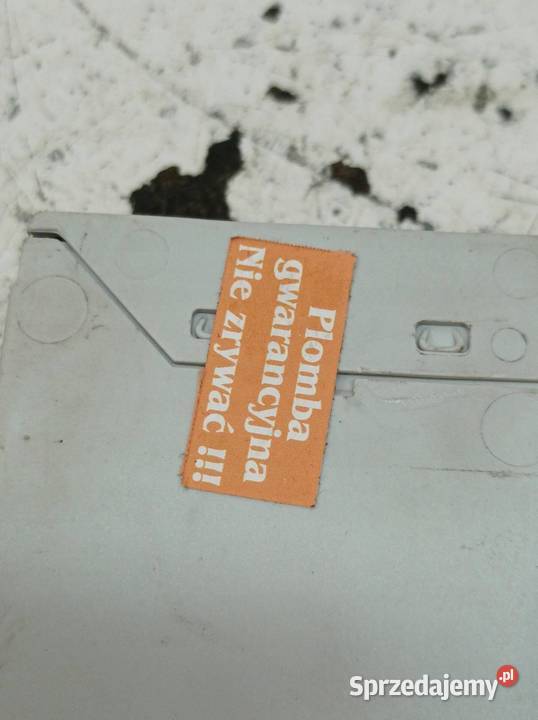 Plomba
gwarancyjna
Nie zrywać !!!
Sprzedajemy.pl